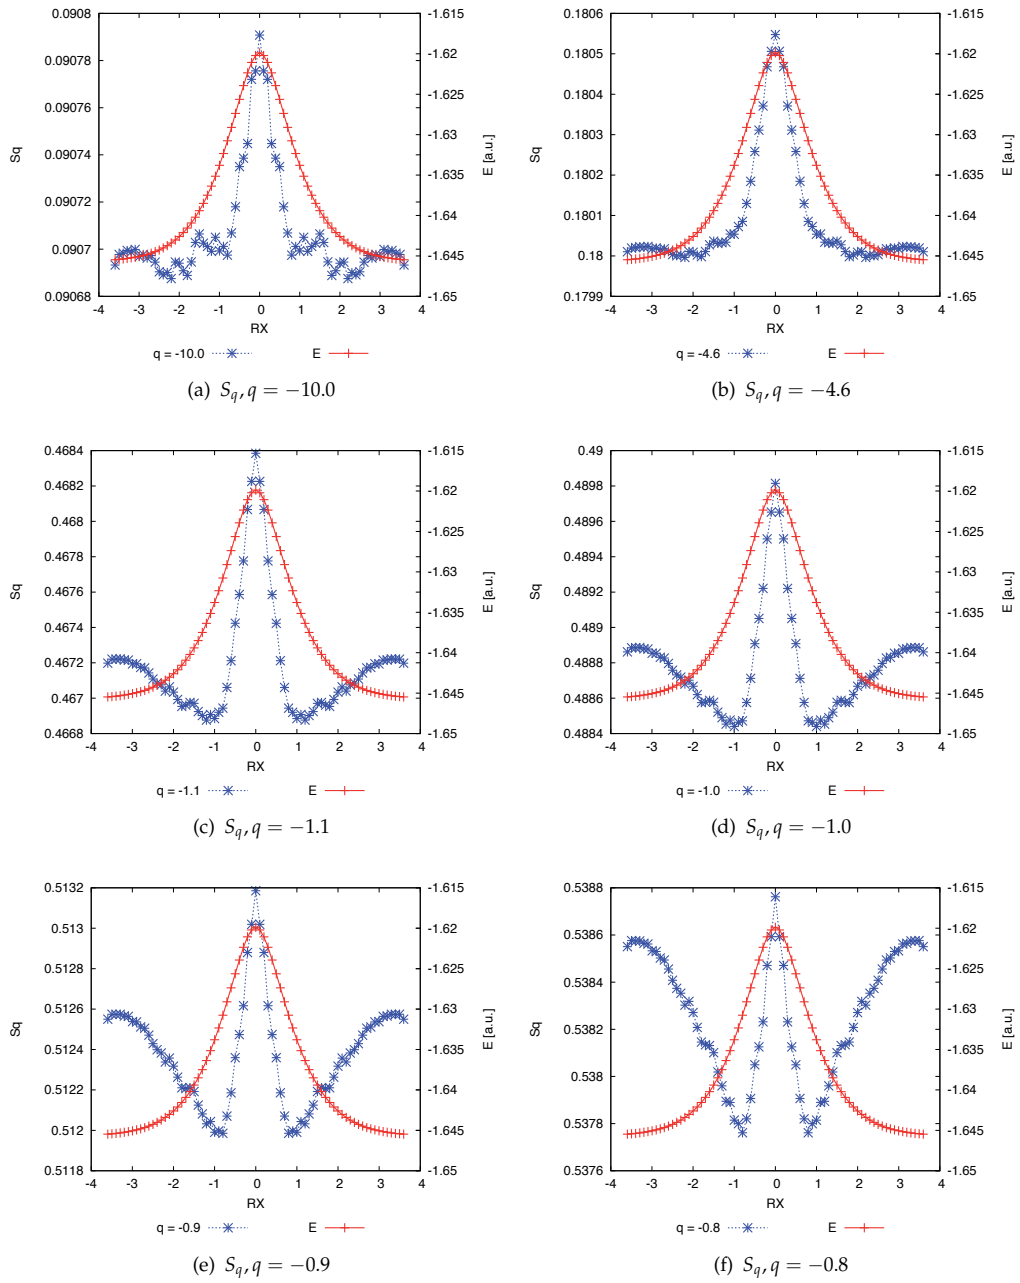 0.0908
0.09078
0.09076
0.09074
0.09072
0.0907
0.09068
Sq
-1.615
-1.62
-1.625
-1.63
-1.635
-1.64
-1.645
-1.65
E [a.u.]
-4 -3 -2 -1 0 1 2 3 4
RX
q = -10.0 E
(a) Sq, q = −10.0
0.1806
0.1805
0.1804
0.1803
0.1802
0.1801
0.18
0.1799
Sq
-1.615
-1.62
-1.625
-1.63
-1.635
-1.64
-1.645
-1.65
E [a.u.]
-4 -3 -2 -1 0 1 2 3 4
RX
q = -4.6 E
(b) Sq, q = −4.6
0.4684
0.4682
0.468
0.4678
0.4676
0.4674
0.4672
0.467
0.4668
Sq
-1.615
-1.62
-1.625
-1.63
-1.635
-1.64
-1.645
-1.65
E [a.u.]
-4 -3 -2 -1 0 1 2 3 4
RX
q = -1.1 E
(c) Sq, q = −1.1
0.49
0.4898
0.4896
0.4894
0.4892
0.489
0.4888
0.4886
0.4884
Sq
-1.615
-1.62
-1.625
-1.63
-1.635
-1.64
-1.645
-1.65
E [a.u.]
-4 -3 -2 -1 0 1 2 3 4
RX
q = -1.0 E
(d) Sq, q = −1.0
0.5132
0.513
0.5128
0.5126
0.5124
0.5122
0.512
0.5118
Sq
-1.615
-1.62
-1.625
-1.63
-1.635
-1.64
-1.645
-1.65
E [a.u.]
-4 -3 -2 -1 0 1 2 3 4
RX
q = -0.9 E
(e) Sq, q = −0.9
0.5388
0.5386
0.5384
0.5382
0.538
0.5378
0.5376
Sq
-1.615
-1.62
-1.625
-1.63
-1.635
-1.64
-1.645
-1.65
E [a.u.]
-4 -3 -2 -1 0 1 2 3 4
RX
q = -0.8 E
(f) Sq, q = −0.8